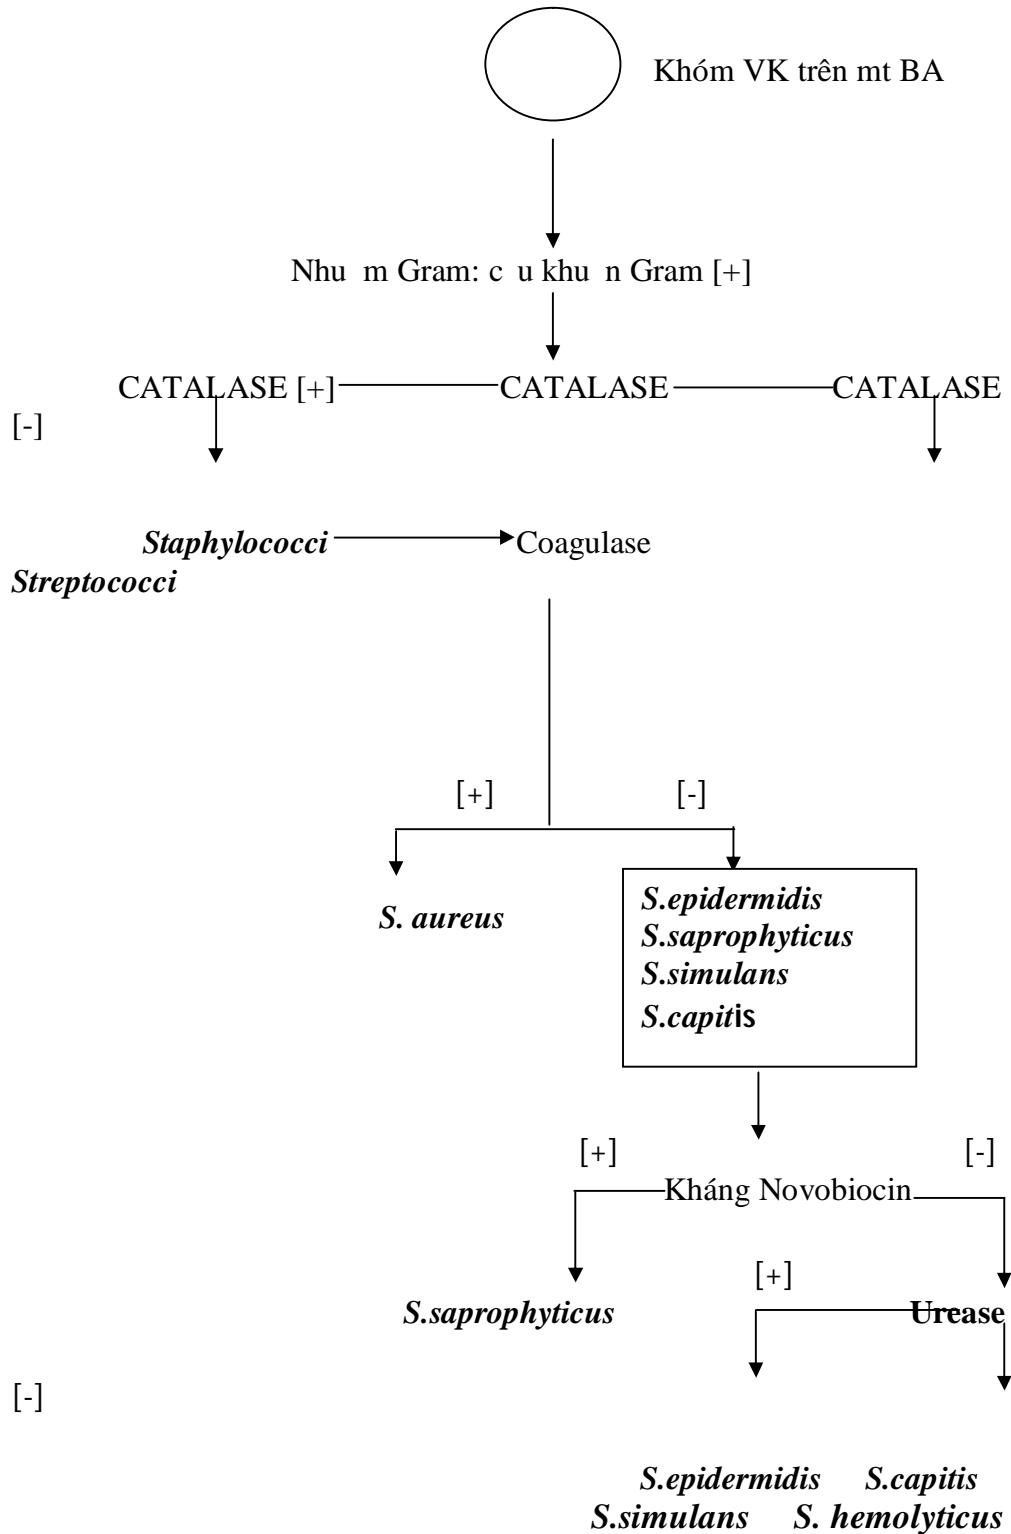 Khóm VK trên mt BA
Nhu m Gram: c u khu n Gram [+]
CATALASE [+] CATALASE CATALASE
[-]
Staphylococci Coagulase
Streptococci
[+] [-]
S. aureus
S.epidermidis
S.saprophyticus
S.simulans
S.capitis
[+] [-]
Kháng Novobiocin
[+]
S.saprophyticus Urease
[-]
S.epidermidis S.capitis
S.simulans S. hemolyticus